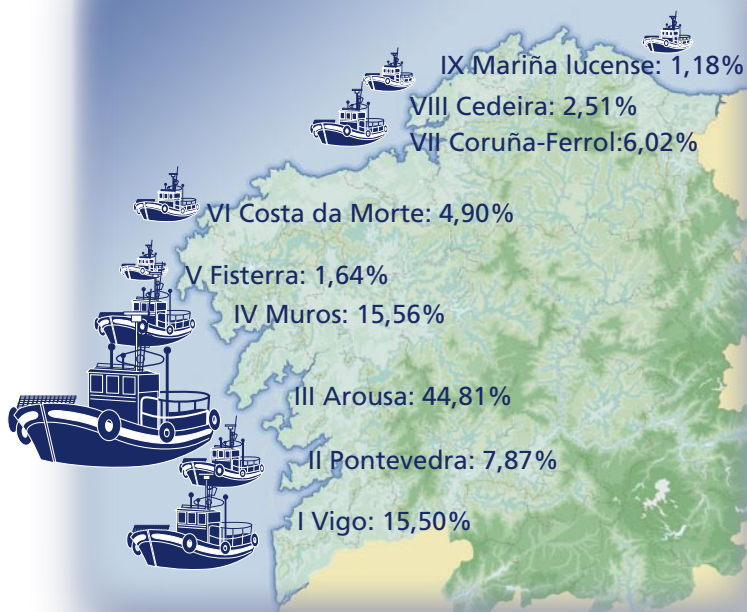 IX Mariña lucense: 1,18%
VIII Cedeira: 2,51%
VII Coruña-Ferrol:6,02%
VI Costa da Morte: 4,90%
V Fisterra: 1,64%
IV Muros: 15,56%
III Arousa: 44,81%
II Pontevedra: 7,87%
I Vigo: 15,50%